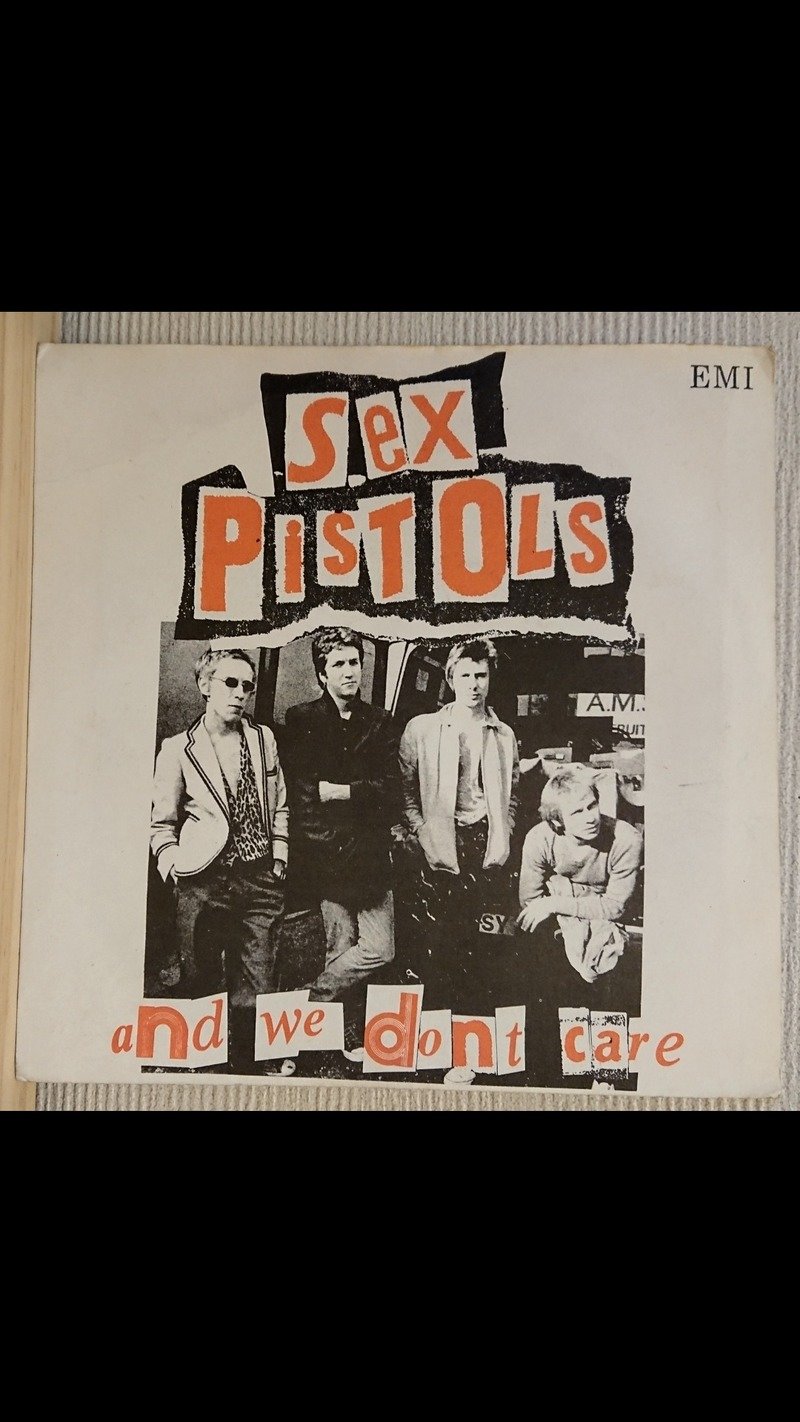 EMI
Sex
PisTOLs
A.M.
SY
and we dont care